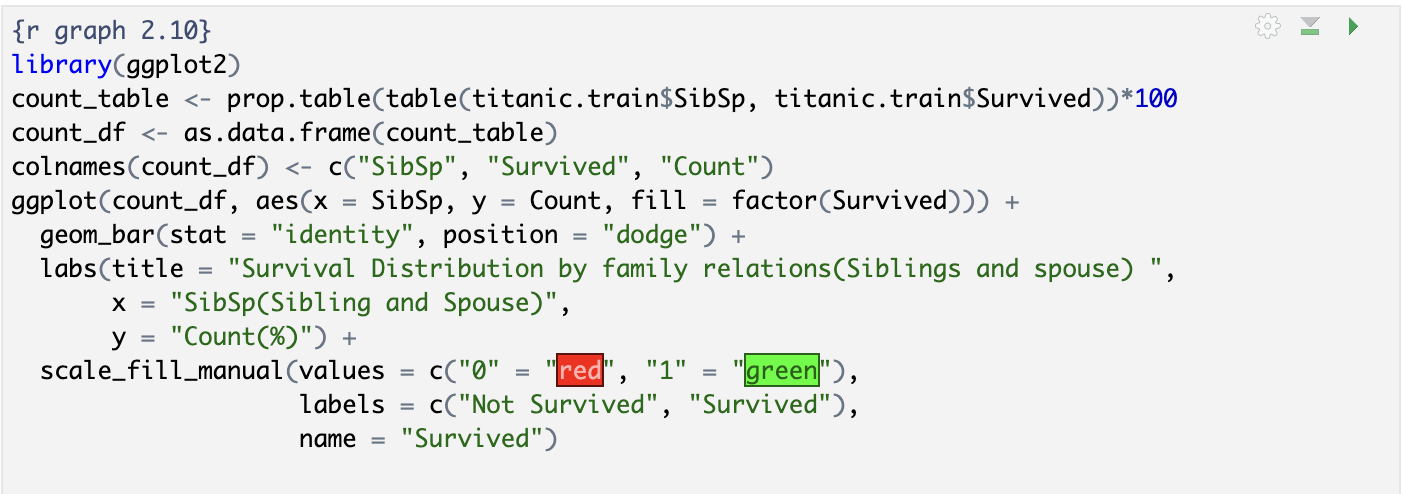 {r graph 2.10}
library(ggplot2)
count_table <- prop.table(table(titanic.train$SibSp, titanic.train$Survived))*100
count_df <- as.data.frame(count_table)
colnames(count_df) <- c("SibSp", "Survived", "Count")
ggplot(count_df, aes(x = SibSp, y = Count, fill = factor(Survived))) +
  geom_bar(stat = "identity", position = "dodge") +
  labs(title = "Survival Distribution by family relations(Siblings and spouse) ",
       x = "SibSp(Sibling and Spouse)",
       y = "Count(%)") +
  scale_fill_manual(values = c("0" = "red", "1" = "green"),
                    labels = c("Not Survived", "Survived"),
                    name = "Survived")